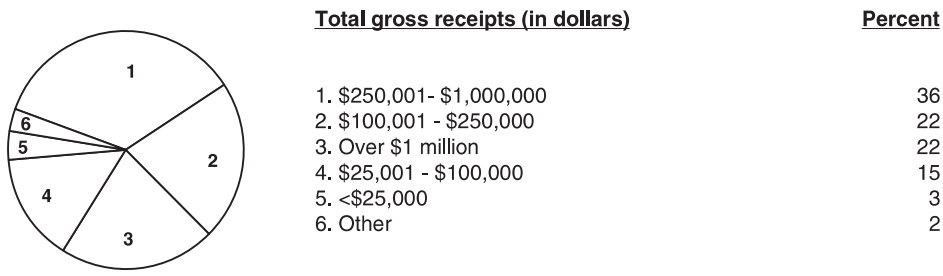 Total gross receipts (in dollars) Percent
1. $250,001- $1,000,000 36
2. $100,001 - $250,000 22
3. Over $1 million 22
4. $25,001 - $100,000 15
5. <$25,000 3
6. Other 2
1
6
5
2
4
3